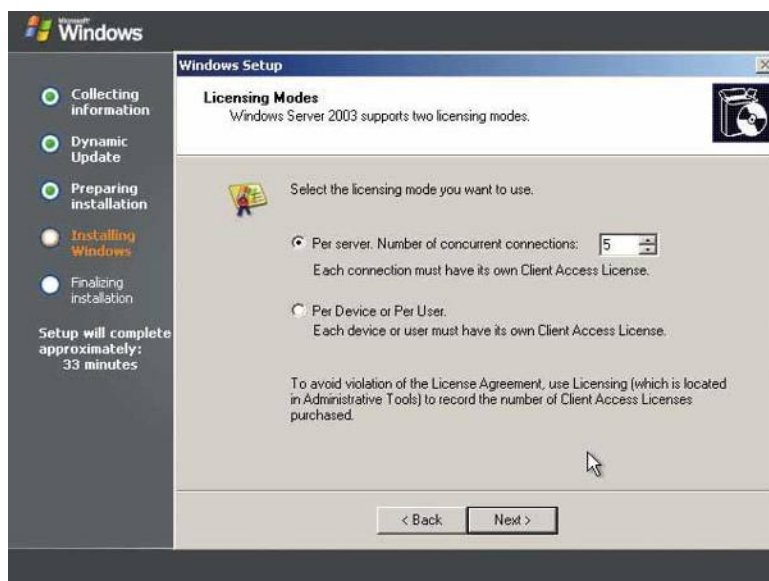 Microsoft
Windows
Collecting
information
Dynamic
Update
Preparing
installation
Installing
Windows
Finalizing
installation
Setup will complete
approximately:
33 minutes
Windows Setup
Licensing Modes
Windows Server 2003 supports two licensing modes.
Select the licensing mode you want to use.
Per server. Number of concurrent connections: 5
Each connection must have its own Client Access License.
Per Device or Per User.
Each device or user must have its own Client Access License.
To avoid violation of the License Agreement, use Licensing (which is located
in Administrative Tools) to record the number of Client Access Licenses
purchased.
< Back Next >